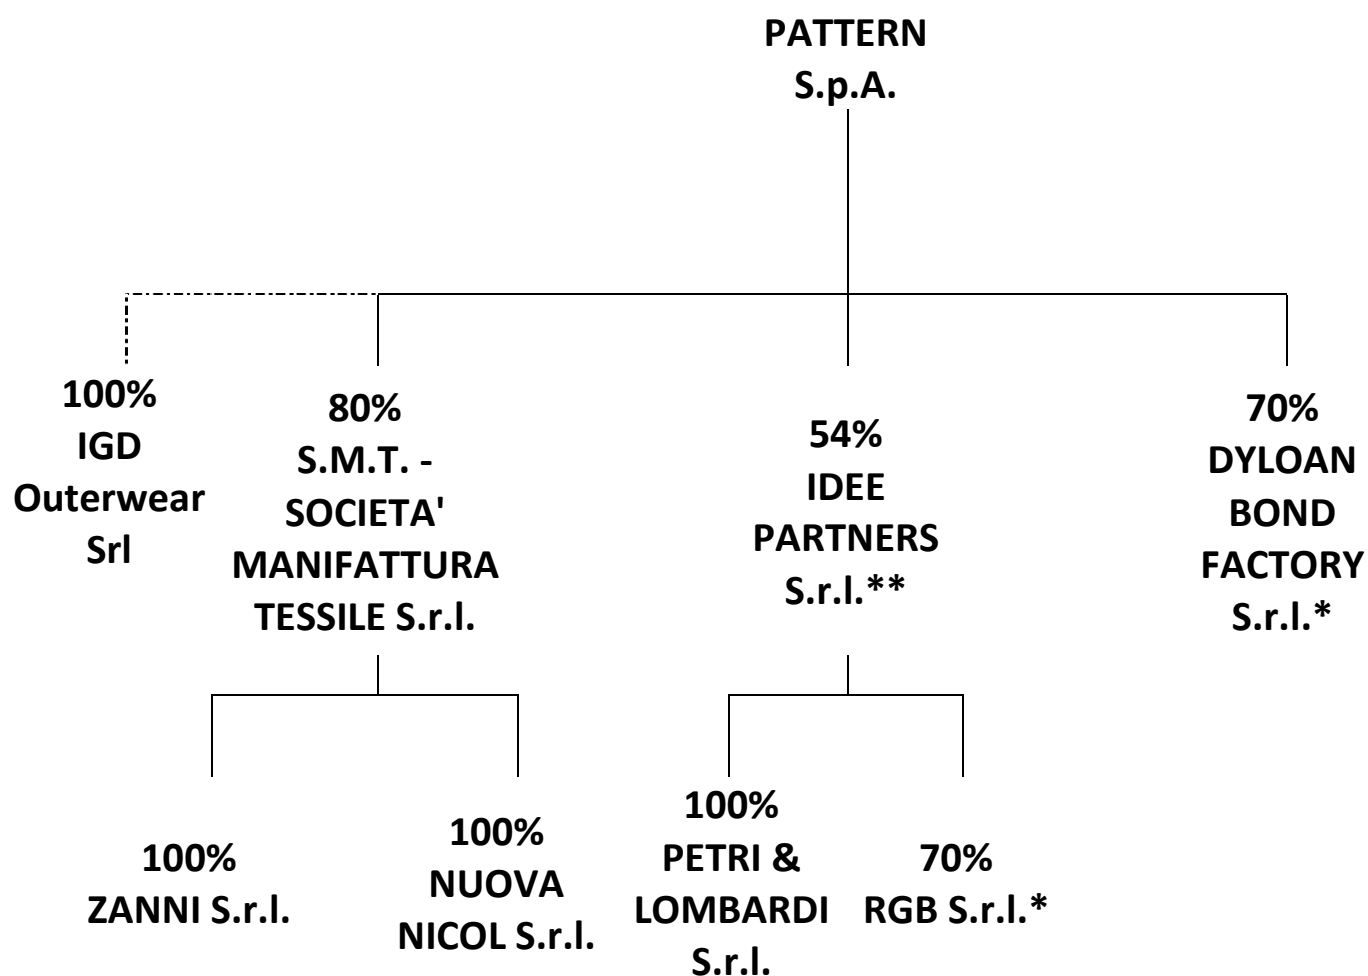 PATTERN
S.p.A.
100%
IGD
Outerwear
Srl
80%
S.M.T. -
SOCIETA'
MANIFATTURA
TESSILE S.r.l.
54%
IDEE
PARTNERS
S.r.l.**
70%
DYLOAN
BOND
FACTORY
S.r.l.*
100%
ZANNI S.r.l.
100%
NUOVA
NICOL S.r.l.
100%
PETRI &
LOMBARDI
S.r.l.
70%
RGB S.r.l.*